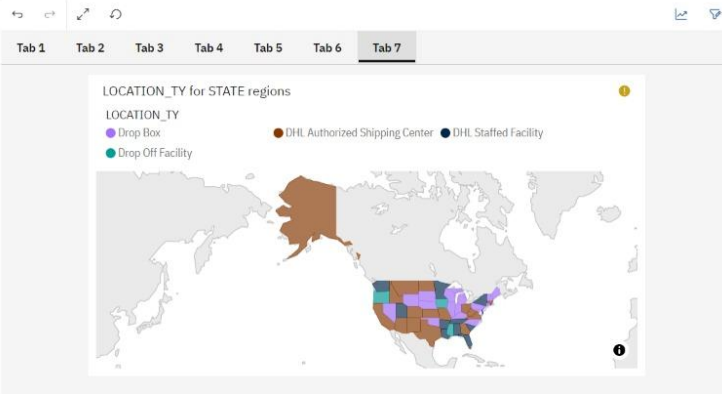 Tab 1 Tab 2 Tab 3 Tab 4 Tab 5 Tab 6 Tab 7
LOCATION_TY for STATE regions
LOCATION_TY
Drop Box DHL Authorized Shipping Center DHL Staffed Facility
Drop Off Facility